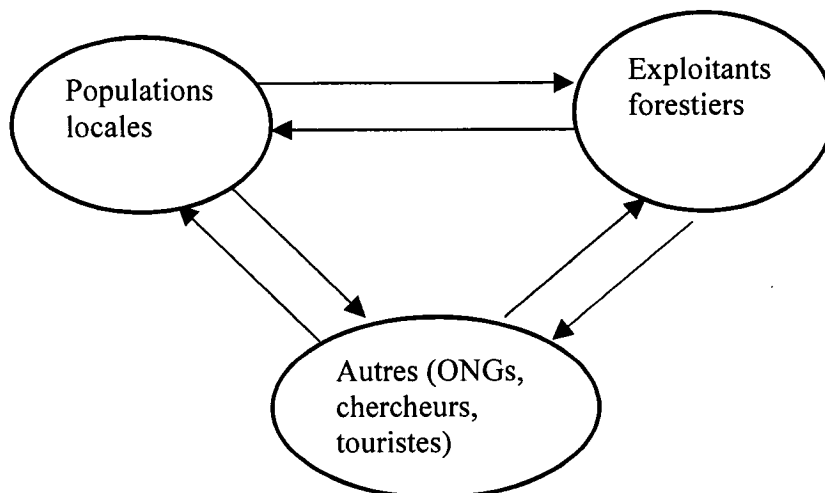 Populations
locales
Exploitants
forestiers
Autres (ONGs,
chercheurs,
touristes)